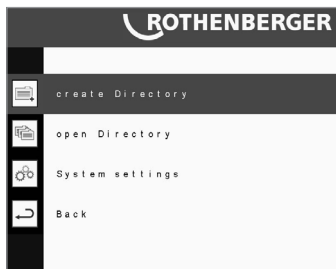 ROTHENBERGER
create Directory
open Directory
System settings
Back